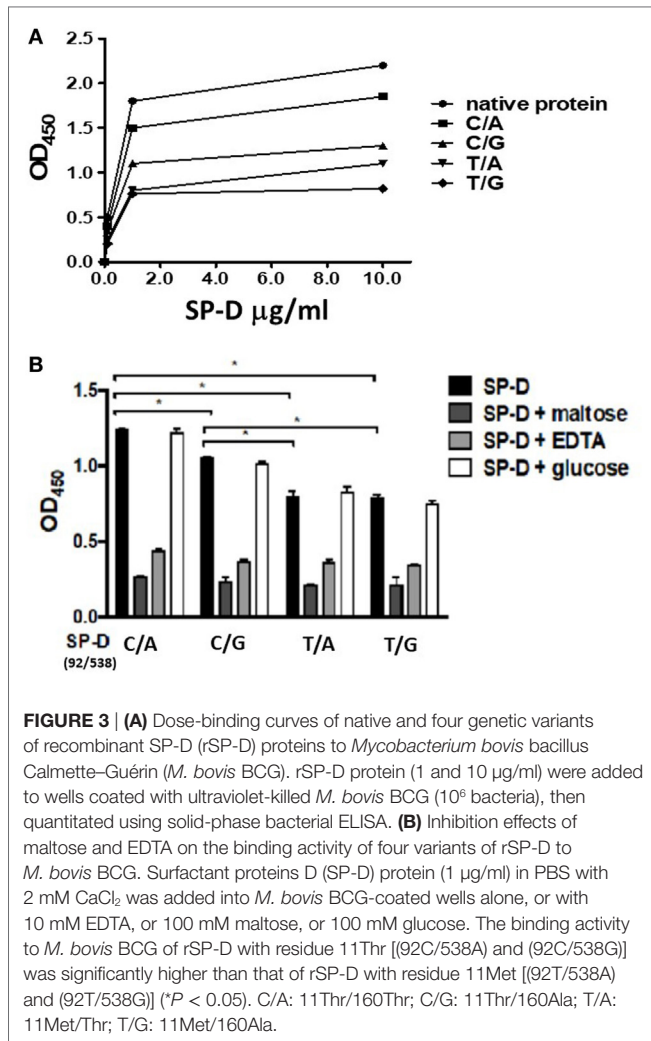 A
OD450
2.5
2.0
1.5
1.0
0.5
0.0
0.0 2.0 4.0 6.0 8.0 10.0
SP-D μg/ml
native protein
C/A
C/G
T/A
T/G
B
OD450
1.5
1.0
0.5
0.0
* * * * *
SP-D
SP-D + maltose
SP-D + EDTA
SP-D + glucose
SP-D
(92/538)
C/A C/G T/A T/G
FIGURE 3 | (A) Dose-binding curves of native and four genetic variants
of recombinant SP-D (rSP-D) proteins to Mycobacterium bovis bacillus
Calmette–Guérin (M. bovis BCG). rSP-D protein (1 and 10 µg/ml) were added
to wells coated with ultraviolet-killed M. bovis BCG (10⁶ bacteria), then
quantitated using solid-phase bacterial ELISA. (B) Inhibition effects of
maltose and EDTA on the binding activity of four variants of rSP-D to
M. bovis BCG. Surfactant proteins D (SP-D) protein (1 µg/ml) in PBS with
2 mM CaCl₂ was added into M. bovis BCG-coated wells alone, or with
10 mM EDTA, or 100 mM maltose, or 100 mM glucose. The binding activity
to M. bovis BCG of rSP-D with residue 11Thr [(92C/538A) and (92C/538G)]
was significantly higher than that of rSP-D with residue 11Met [(92T/538A)
and (92T/538G)] (*P < 0.05). C/A: 11Thr/160Thr; C/G: 11Thr/160Ala; T/A:
11Met/Thr; T/G: 11Met/160Ala.